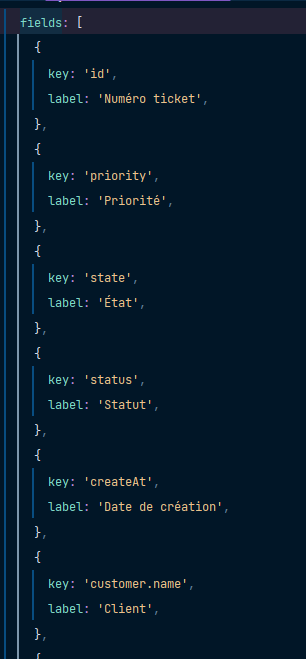 fields: [
{
key: 'id',
label: 'Numéro ticket',
},
{
key: 'priority',
label: 'Priorité',
},
{
key: 'state',
label: 'État',
},
{
key: 'status',
label: 'Statut',
},
{
key: 'createAt',
label: 'Date de création',
},
{
key: 'customer.name',
label: 'Client',
},
{